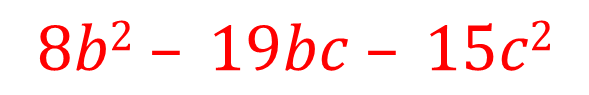 8b² – 19bc – 15c²